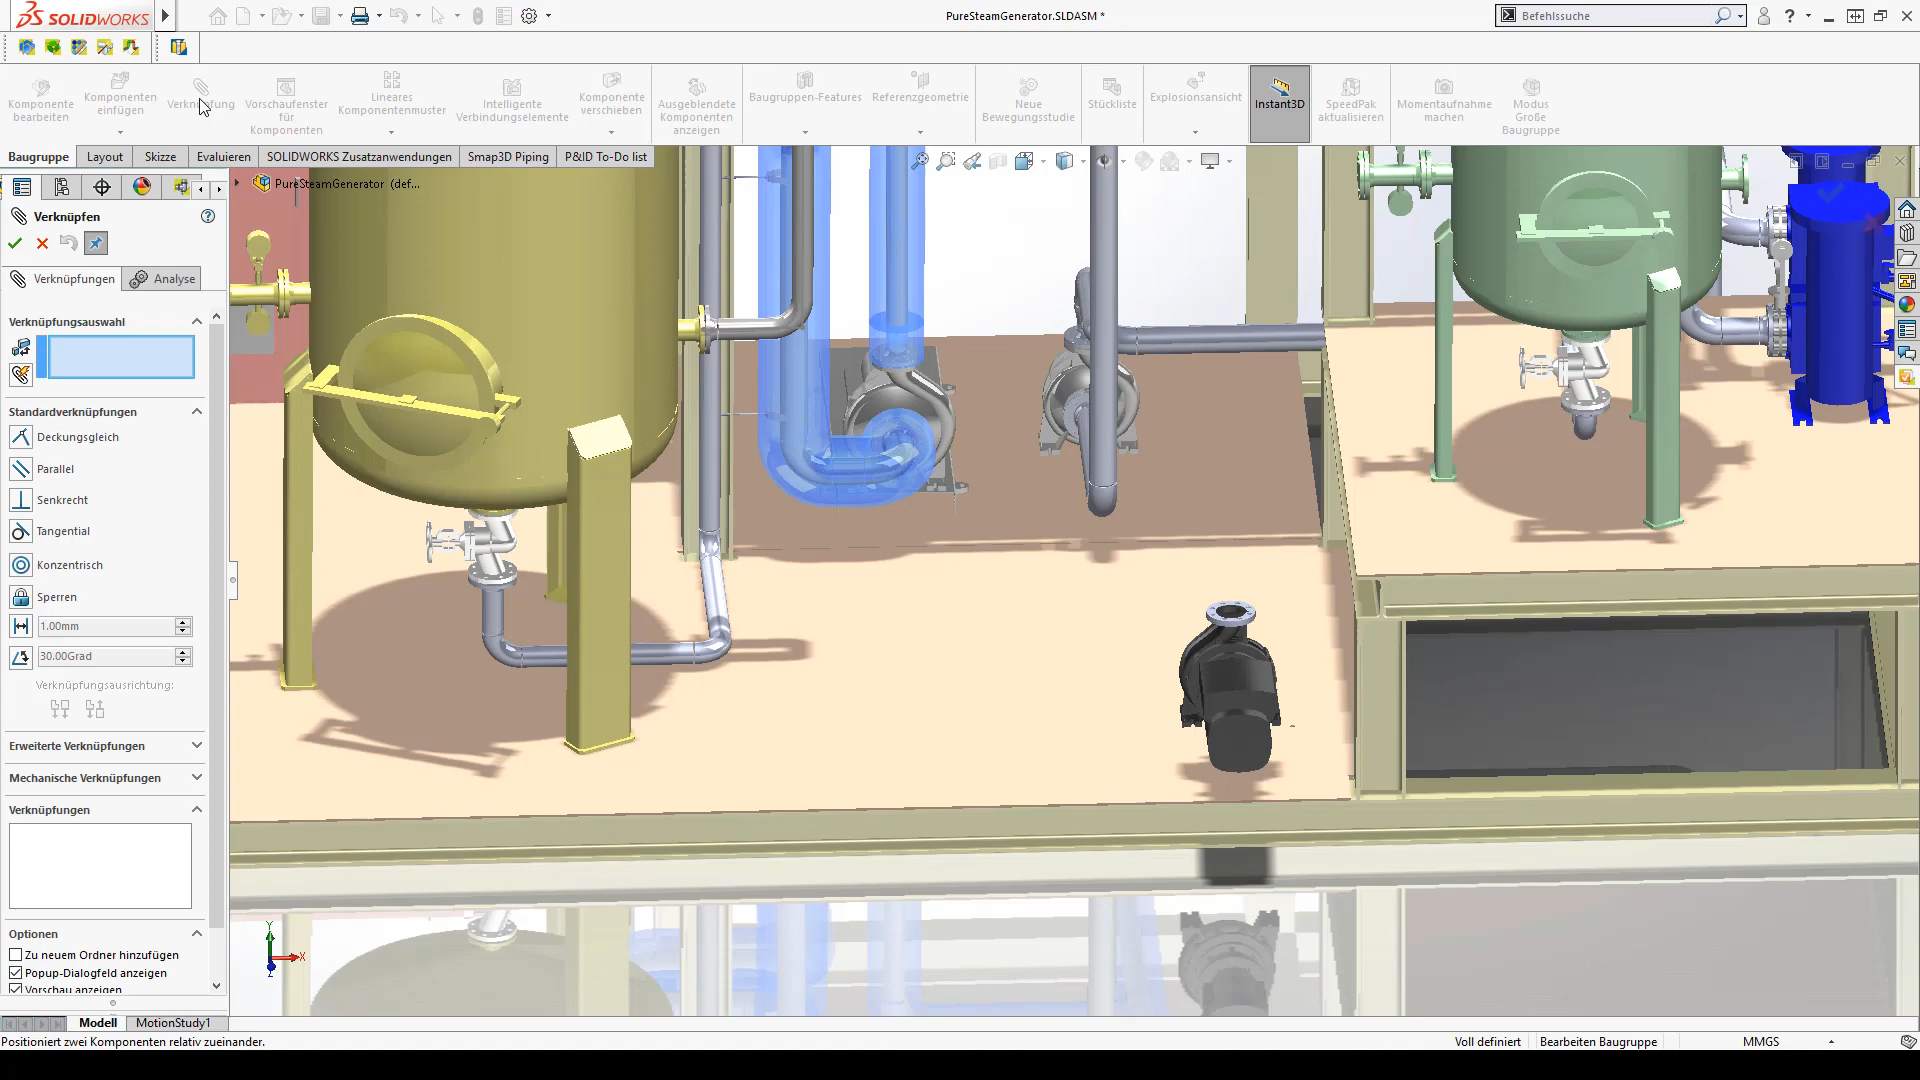 SOLIDWORKS
PureSteamGenerator.SLDASM *
Befehlssuche
Komponente bearbeiten
Komponenten einfügen
Verknüpfung
Vorschaufenster für Komponenten
Lineares Komponentenmuster
Intelligente Verbindungselemente
Komponente verschieben
Ausgeblendete Komponenten anzeigen
Baugruppen-Features
Referenzgeometrie
Neue Bewegungsstudie
Stückliste
Explosionsansicht
Instant3D
SpeedPak aktualisieren
Momentaufnahme machen
Modus Große Baugruppe
Baugruppe
Layout
Skizze
Evaluieren
SOLIDWORKS Zusatzanwendungen
Smap3D Piping
P&ID To-Do list
PureSteamGenerator (def...
Verknüpfen
Verknüpfungen
Analyse
Verknüpfungsauswahl
Standardverknüpfungen
Deckungsgleich
Parallel
Senkrecht
Tangential
Konzentrisch
Sperren
1.00mm
30.00Grad
Verknüpfungsausrichtung:
Erweiterte Verknüpfungen
Mechanische Verknüpfungen
Verknüpfungen
Optionen
Zu neuem Ordner hinzufügen
Popup-Dialogfeld anzeigen
Vorschau anzeigen
Y
X
Z
Modell
MotionStudy1
Positioniert zwei Komponenten relativ zueinander.
Voll definiert
Bearbeiten Baugruppe
MMGS